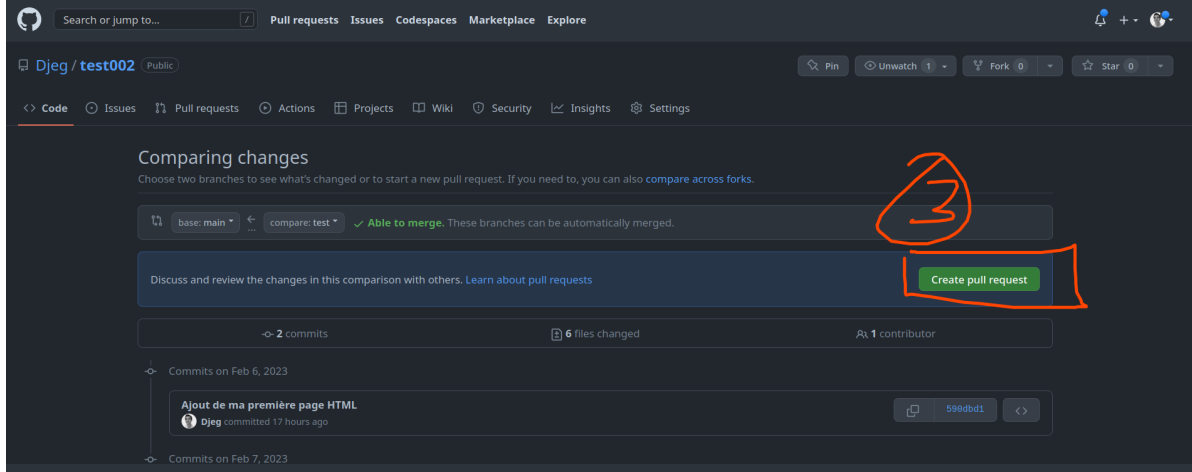 Search or jump to... /
Pull requests Issues Codespaces Marketplace Explore
Djeg / test002 Public
Pin Unwatch 1 Fork 0 Star 0
Code Issues Pull requests Actions Projects Wiki Security Insights Settings
Comparing changes
Choose two branches to see what's changed or to start a new pull request. If you need to, you can also compare across forks.
3
base: main ... compare: test Able to merge. These branches can be automatically merged.
Discuss and review the changes in this comparison with others. Learn about pull requests
Create pull request
2 commits 6 files changed 1 contributor
Commits on Feb 6, 2023
Ajout de ma première page HTML
Djeg committed 17 hours ago
590dbd1
Commits on Feb 7, 2023